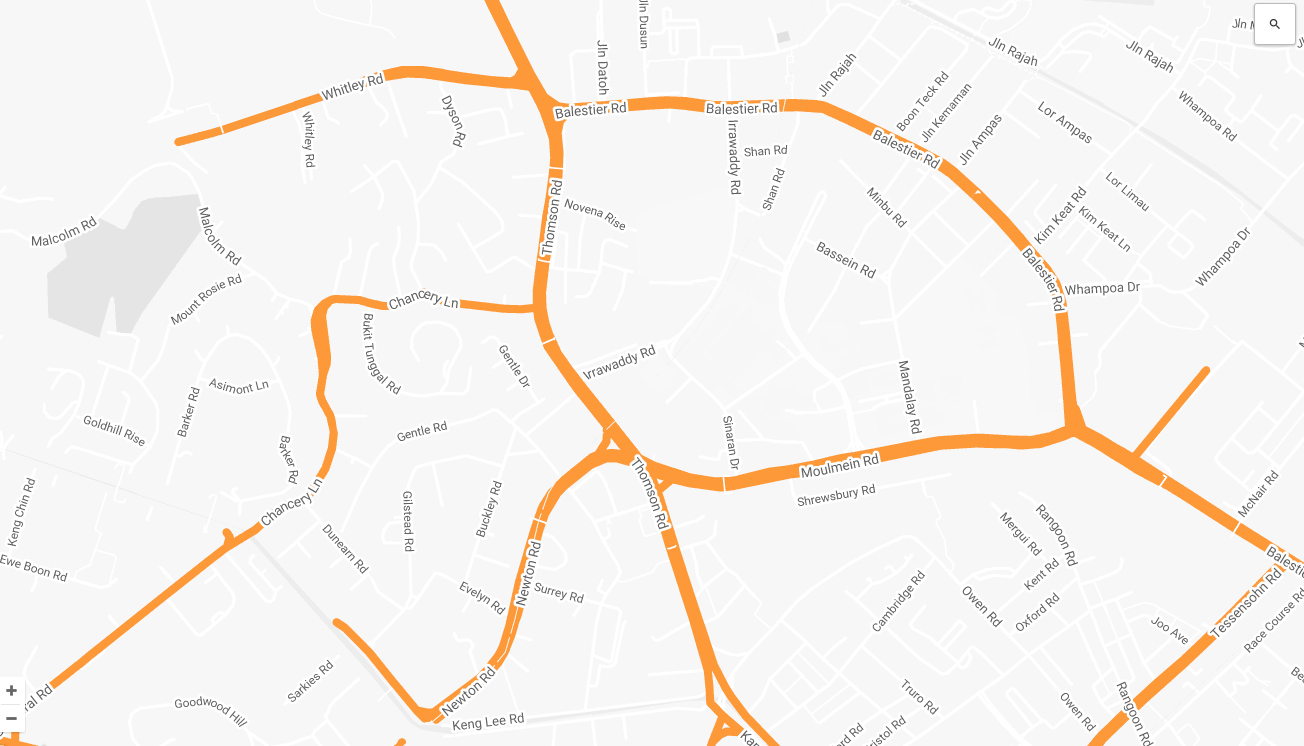 Jln Dusun
Jln Datoh
Jln Rajah
Jln Rajah
Jln Rajah
Whitley Rd
Dyson Rd
Whitley Rd
Balestier Rd
Balestier Rd
Balestier Rd
Boon Teck Rd
Jln Kemaman
Jln Ampas
Lor Ampas
Whampoa Rd
Irrawaddy Rd
Shan Rd
Shan Rd
Minbu Rd
Lor Limau
Kim Keat Rd
Kim Keat Ln
Whampoa Dr
Whampoa Dr
Balestier Rd
Bassein Rd
Novena Rise
Thomson Rd
Malcolm Rd
Malcolm Rd
Mount Rosie Rd
Chancery Ln
Bukit Tunggal Rd
Gentle Dr
Irrawaddy Rd
Asimont Ln
Barker Rd
Goldhill Rise
Barker Rd
Gentle Rd
Sinaran Dr
Mandalay Rd
Moulmein Rd
Shrewsbury Rd
Thomson Rd
Chancery Ln
Keng Chin Rd
Ewe Boon Rd
Dunearn Rd
Gilstead Rd
Buckley Rd
Newton Rd
Evelyn Rd
Surrey Rd
McNair Rd
Mergui Rd
Rangoon Rd
Kent Rd
Owen Rd
Oxford Rd
Cambridge Rd
Joo Ave
Tessensohn Rd
Race Course Rd
Sarkies Rd
Goodwood Hill
Newton Rd
Keng Lee Rd
Truro Rd
Owen Rd
Rangoon Rd
+
−